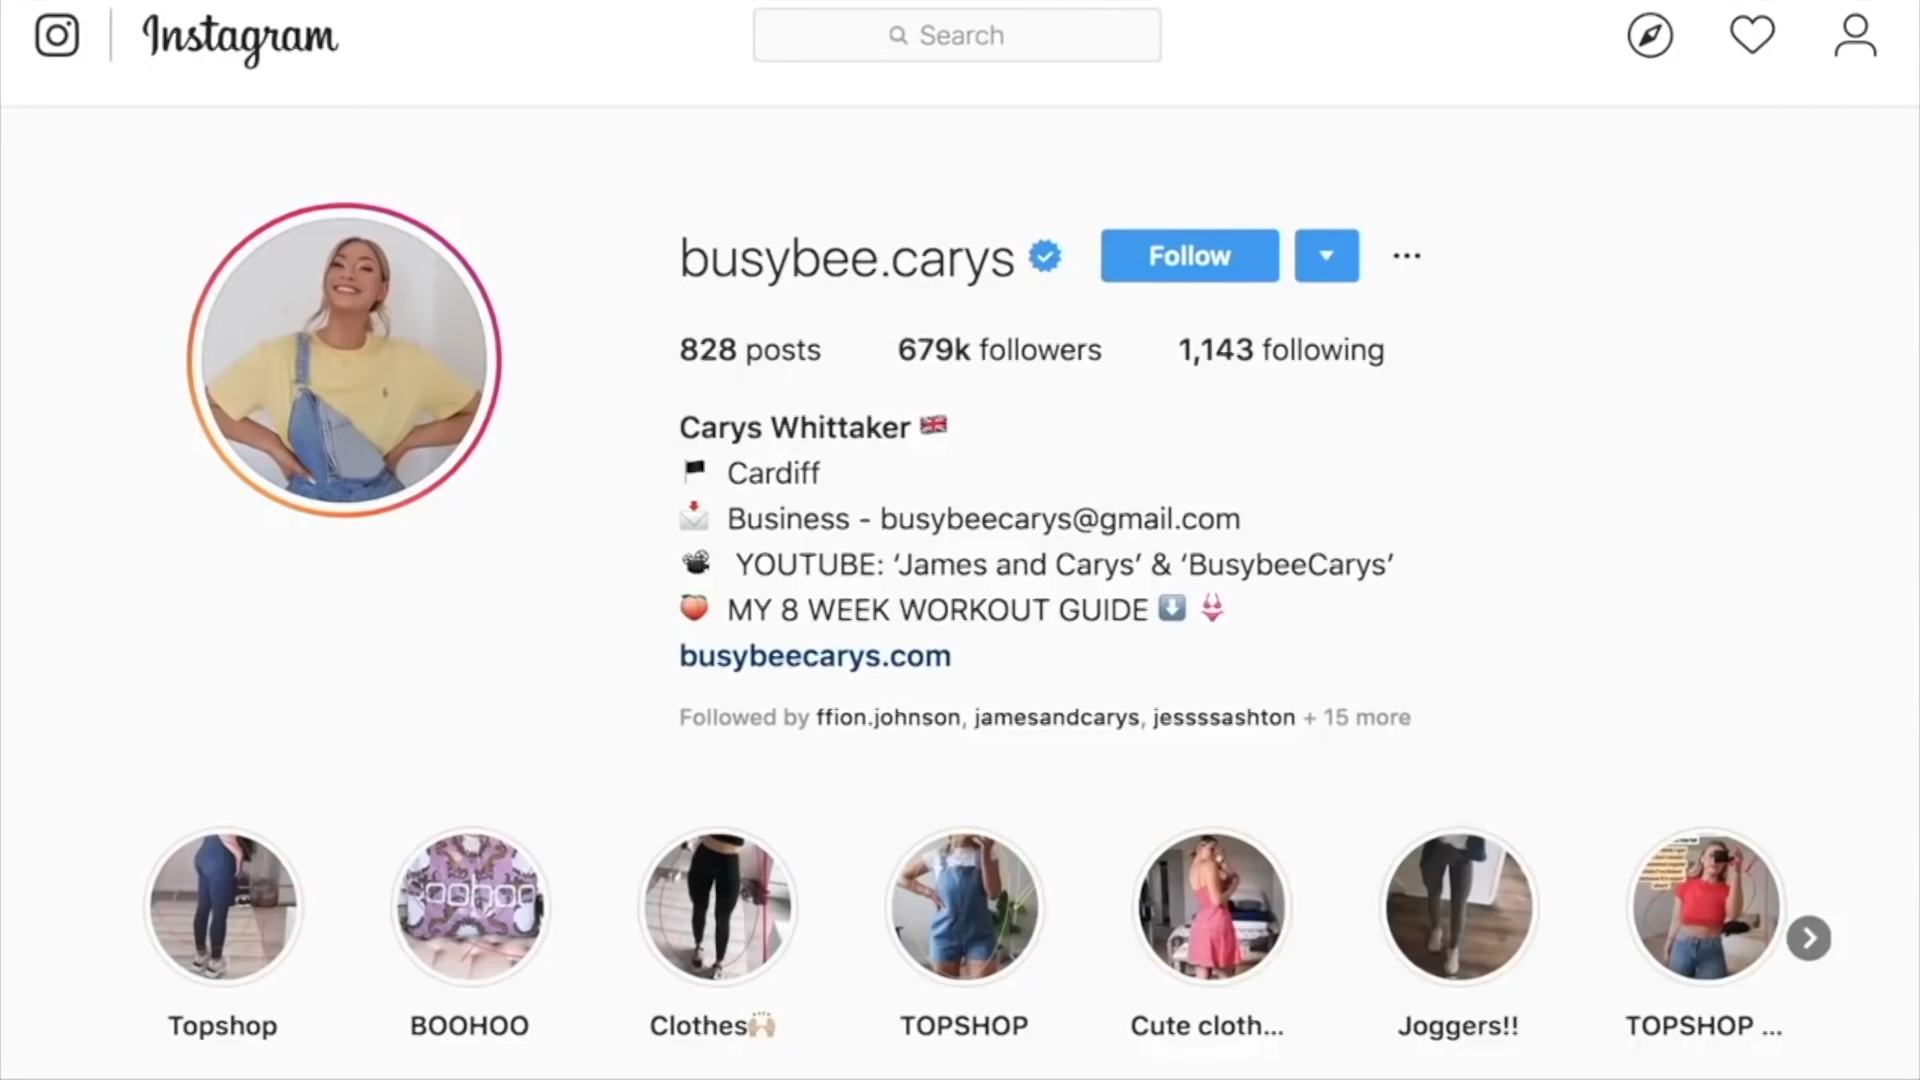 Instagram
Search
busybee.carys
Follow
828 posts 679k followers 1,143 following
Carys Whittaker 🇬🇧
🏴 Cardiff
📩 Business - busybeecarys@gmail.com
📽 YOUTUBE: ‘James and Carys’ & ‘BusybeeCarys’
🍑 MY 8 WEEK WORKOUT GUIDE ⬇️ 👙
busybeecarys.com
Followed by ffion.johnson, jamesandcarys, jessssashton + 15 more
boohoo
Topshop
BOOHOO
Clothes🙌🏼
TOPSHOP
Cute cloth...
Joggers!!
TOPSHOP ...